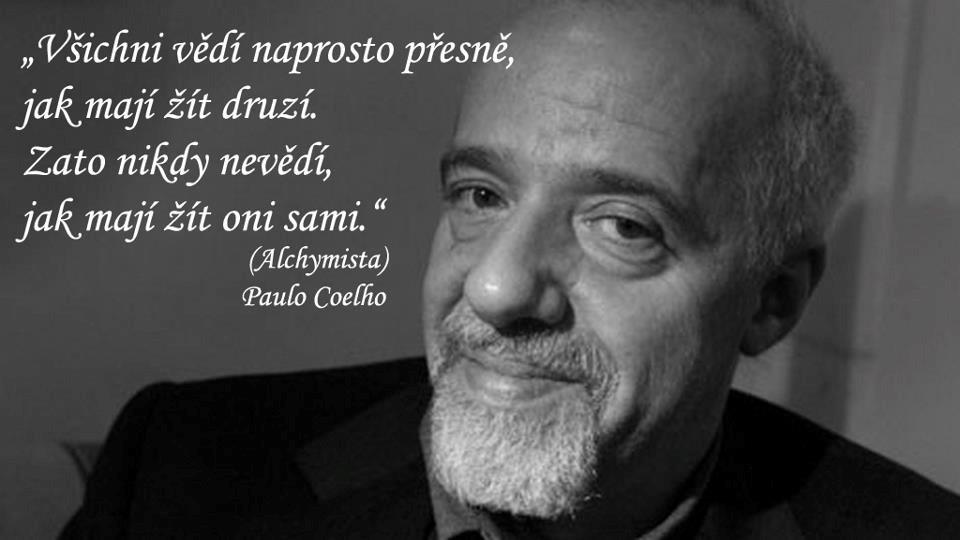 „Všichni vědí naprosto přesně,
jak mají žít druzí.
Zato nikdy nevědí,
jak mají žít oni sami.“
(Alchymista)
Paulo Coelho